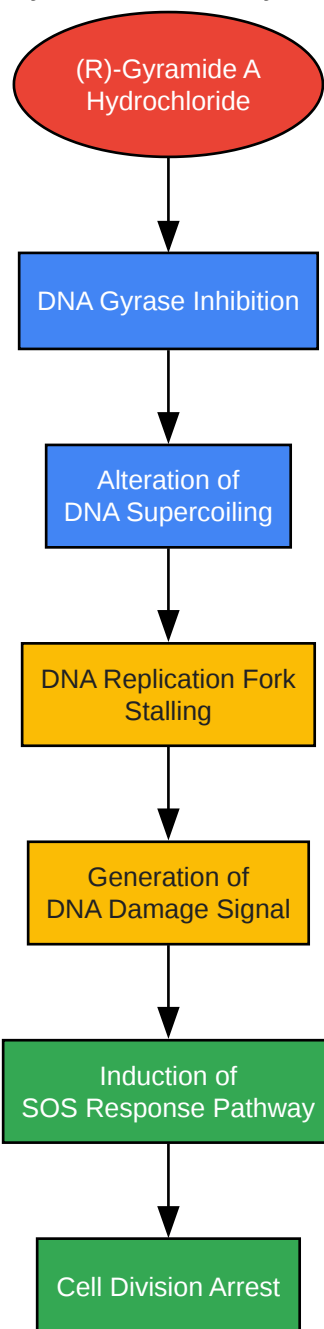 (R)-Gyramide A
Hydrochloride
DNA Gyrase Inhibition
Alteration of
DNA Supercoiling
DNA Replication Fork
Stalling
Generation of
DNA Damage Signal
Induction of
SOS Response Pathway
Cell Division Arrest